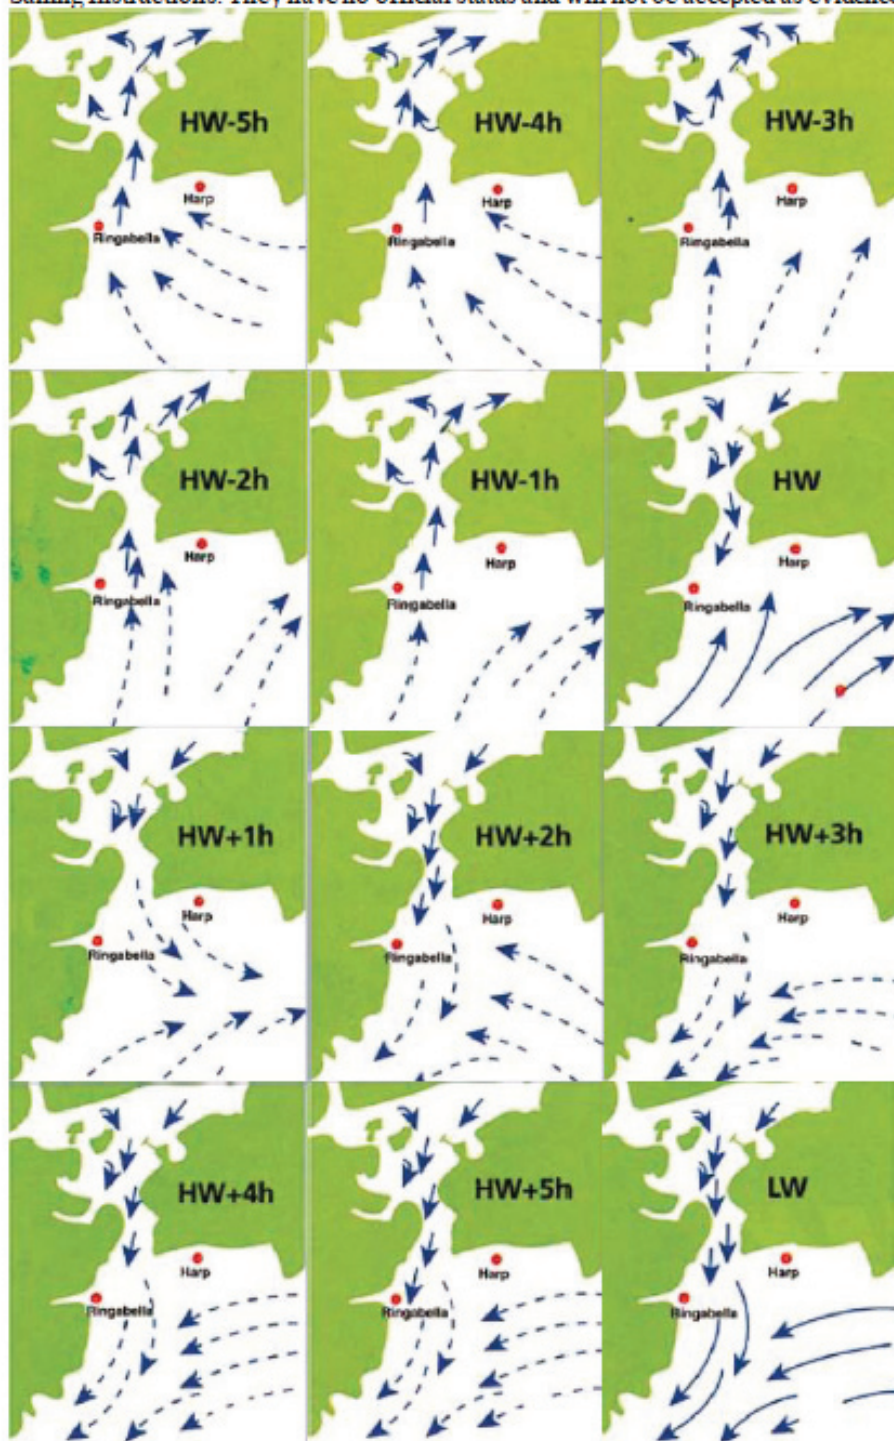 Sailing Instructions. They have no official status and will not be accepted as evidence
HW-5h
Harp
Ringabella
HW-4h
Harp
Ringabella
HW-3h
Harp
Ringabella
HW-2h
Harp
Ringabella
HW-1h
Harp
Ringabella
HW
Harp
Ringabella
HW+1h
Harp
Ringabella
HW+2h
Harp
Ringabella
HW+3h
Harp
Ringabella
HW+4h
Harp
Ringabella
HW+5h
Harp
Ringabella
LW
Harp
Ringabella